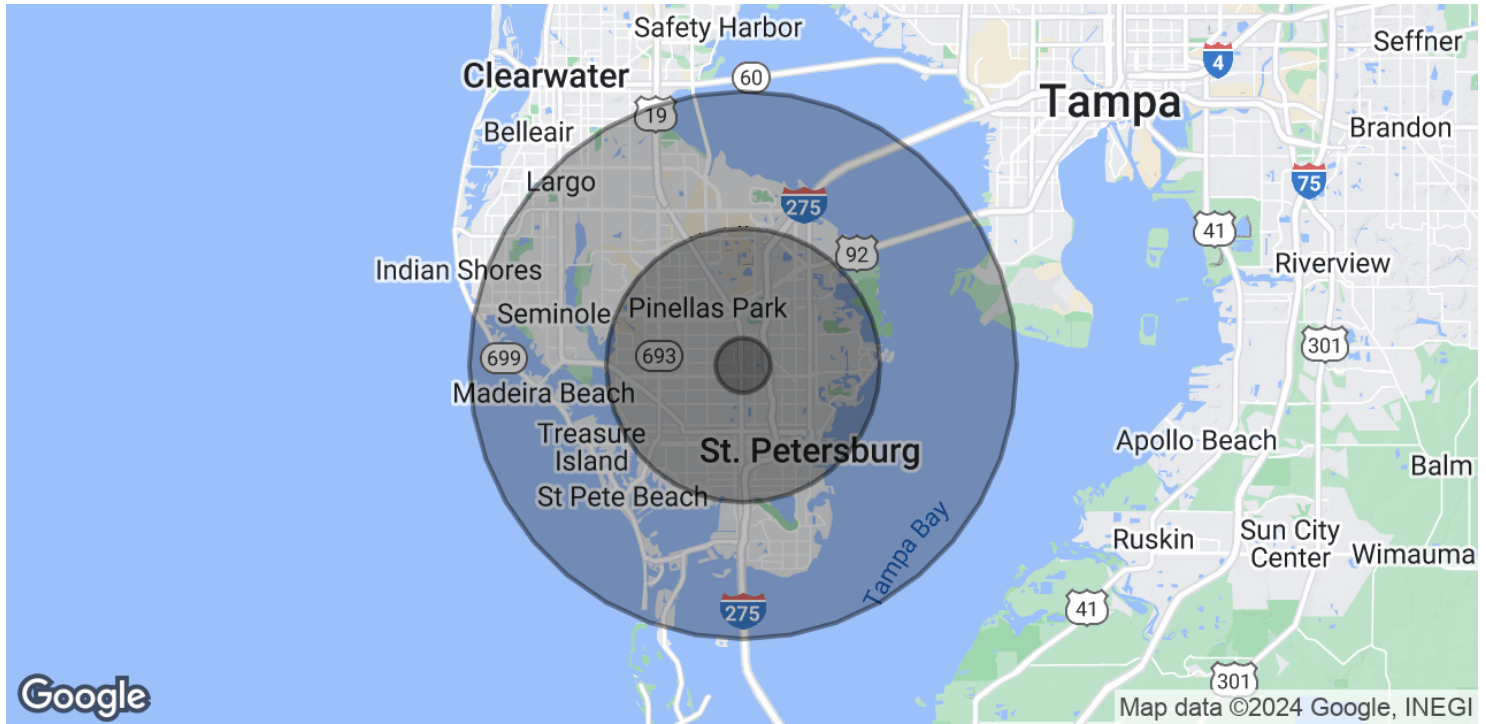 Safety Harbor
Seffner
4
Clearwater
60
Tampa
19
Brandon
Belleair
Largo
75
275
41
92
Indian Shores
Riverview
Seminole
Pinellas Park
301
699
693
Madeira Beach
Treasure
Island
St. Petersburg
Apollo Beach
Balm
St Pete Beach
Tampa Bay
Ruskin
Sun City
Center
Wimauma
275
41
301
Google
Map data ©2024 Google, INEGI